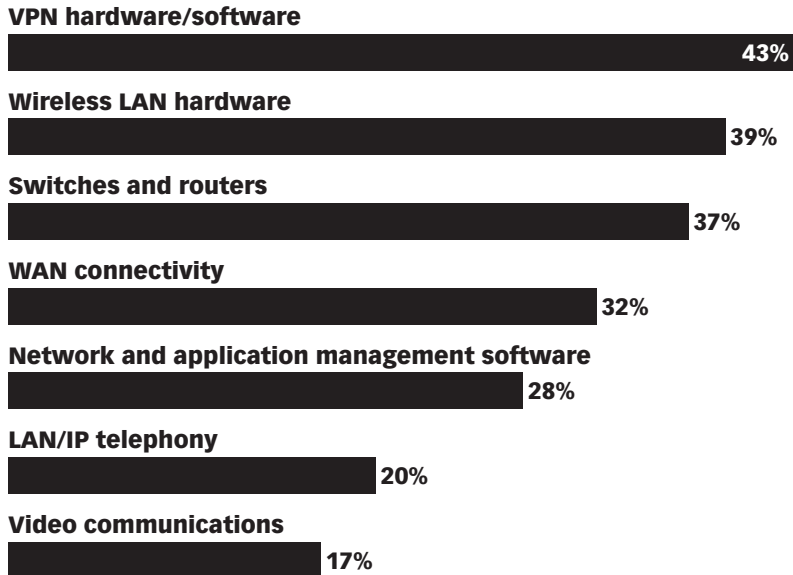 VPN hardware/software
43%
Wireless LAN hardware
39%
Switches and routers
37%
WAN connectivity
32%
Network and application management software
28%
LAN/IP telephony
20%
Video communications
17%